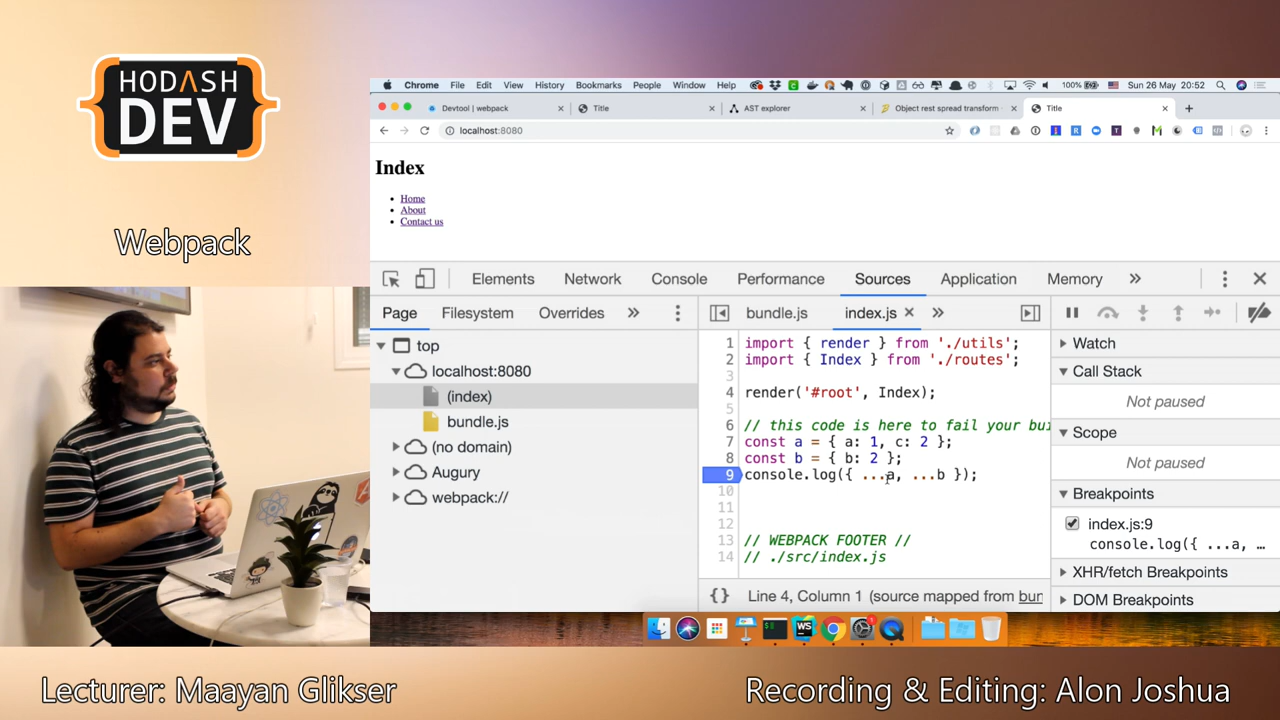 HODASH
DEV
Webpack
Chrome File Edit View History Bookmarks People Window Help 100% Sun 26 May 20:52
Devtool | webpack
Title
AST explorer
Object rest spread transform
Title
localhost:8080
Index
Home
About
Contact us
Elements Network Console Performance Sources Application Memory »
Page Filesystem Overrides »
bundle.js index.js »
top
localhost:8080
(index)
bundle.js
(no domain)
Augury
webpack://
1 import { render } from './utils';
2 import { Index } from './routes';
3
4 render('#root', Index);
5
6 // this code is here to fail your bui
7 const a = { a: 1, c: 2 };
8 const b = { b: 2 };
9 console.log({ ...a, ...b });
10
11
12
13 // WEBPACK FOOTER //
14 // ./src/index.js
{} Line 4, Column 1 (source mapped from bun
Watch
Call Stack
Not paused
Scope
Not paused
Breakpoints
index.js:9
console.log({ ...a, …
XHR/fetch Breakpoints
DOM Breakpoints
WS
Lecturer: Maayan Glikser
Recording & Editing: Alon Joshua